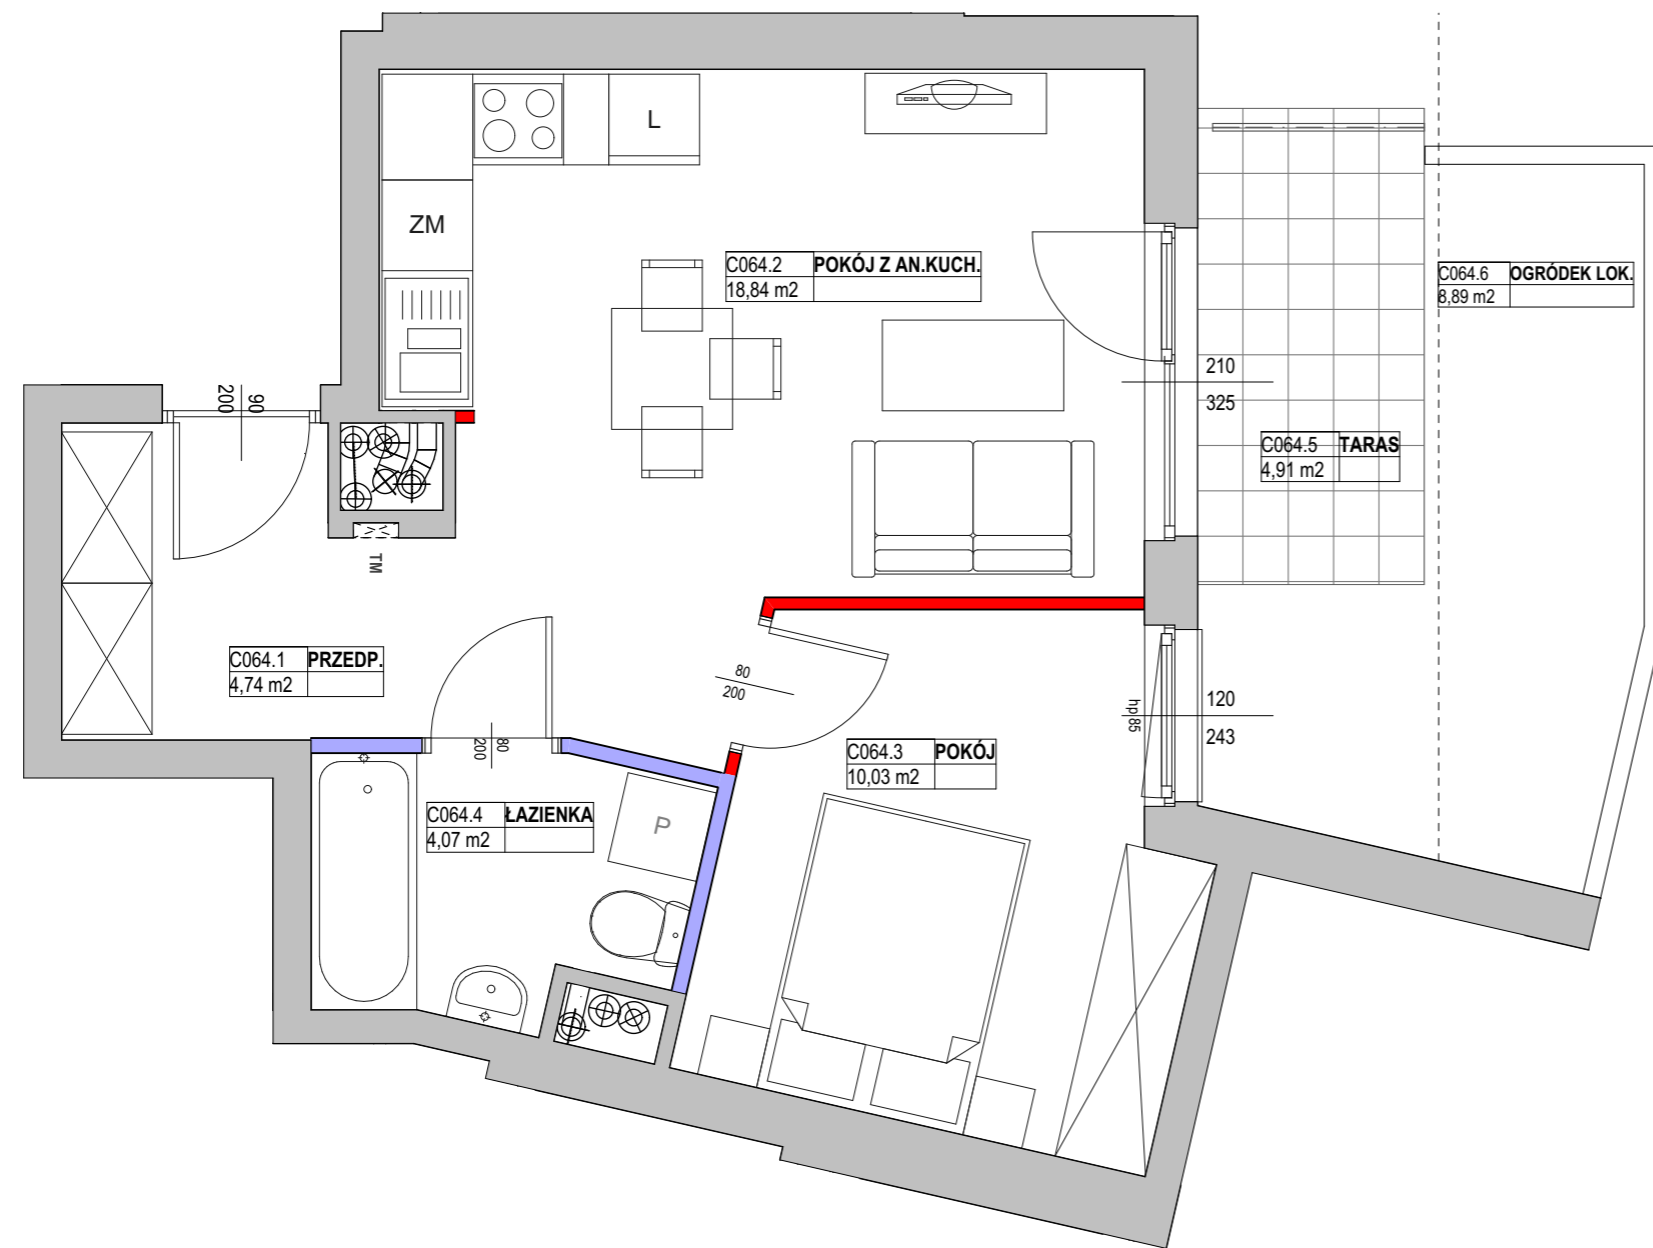 L
ZM
C064.2 POKÓJ Z AN.KUCH.
18,84 m2
C064.6 OGRÓDEK LOK.
8,89 m2
210
325
90
200
C064.5 TARAS
4,91 m2
TM
C064.1 PRZEDP.
4,74 m2
80
200
80
200
hp85
120
243
C064.3 POKÓJ
10,03 m2
C064.4 ŁAZIENKA
4,07 m2
P